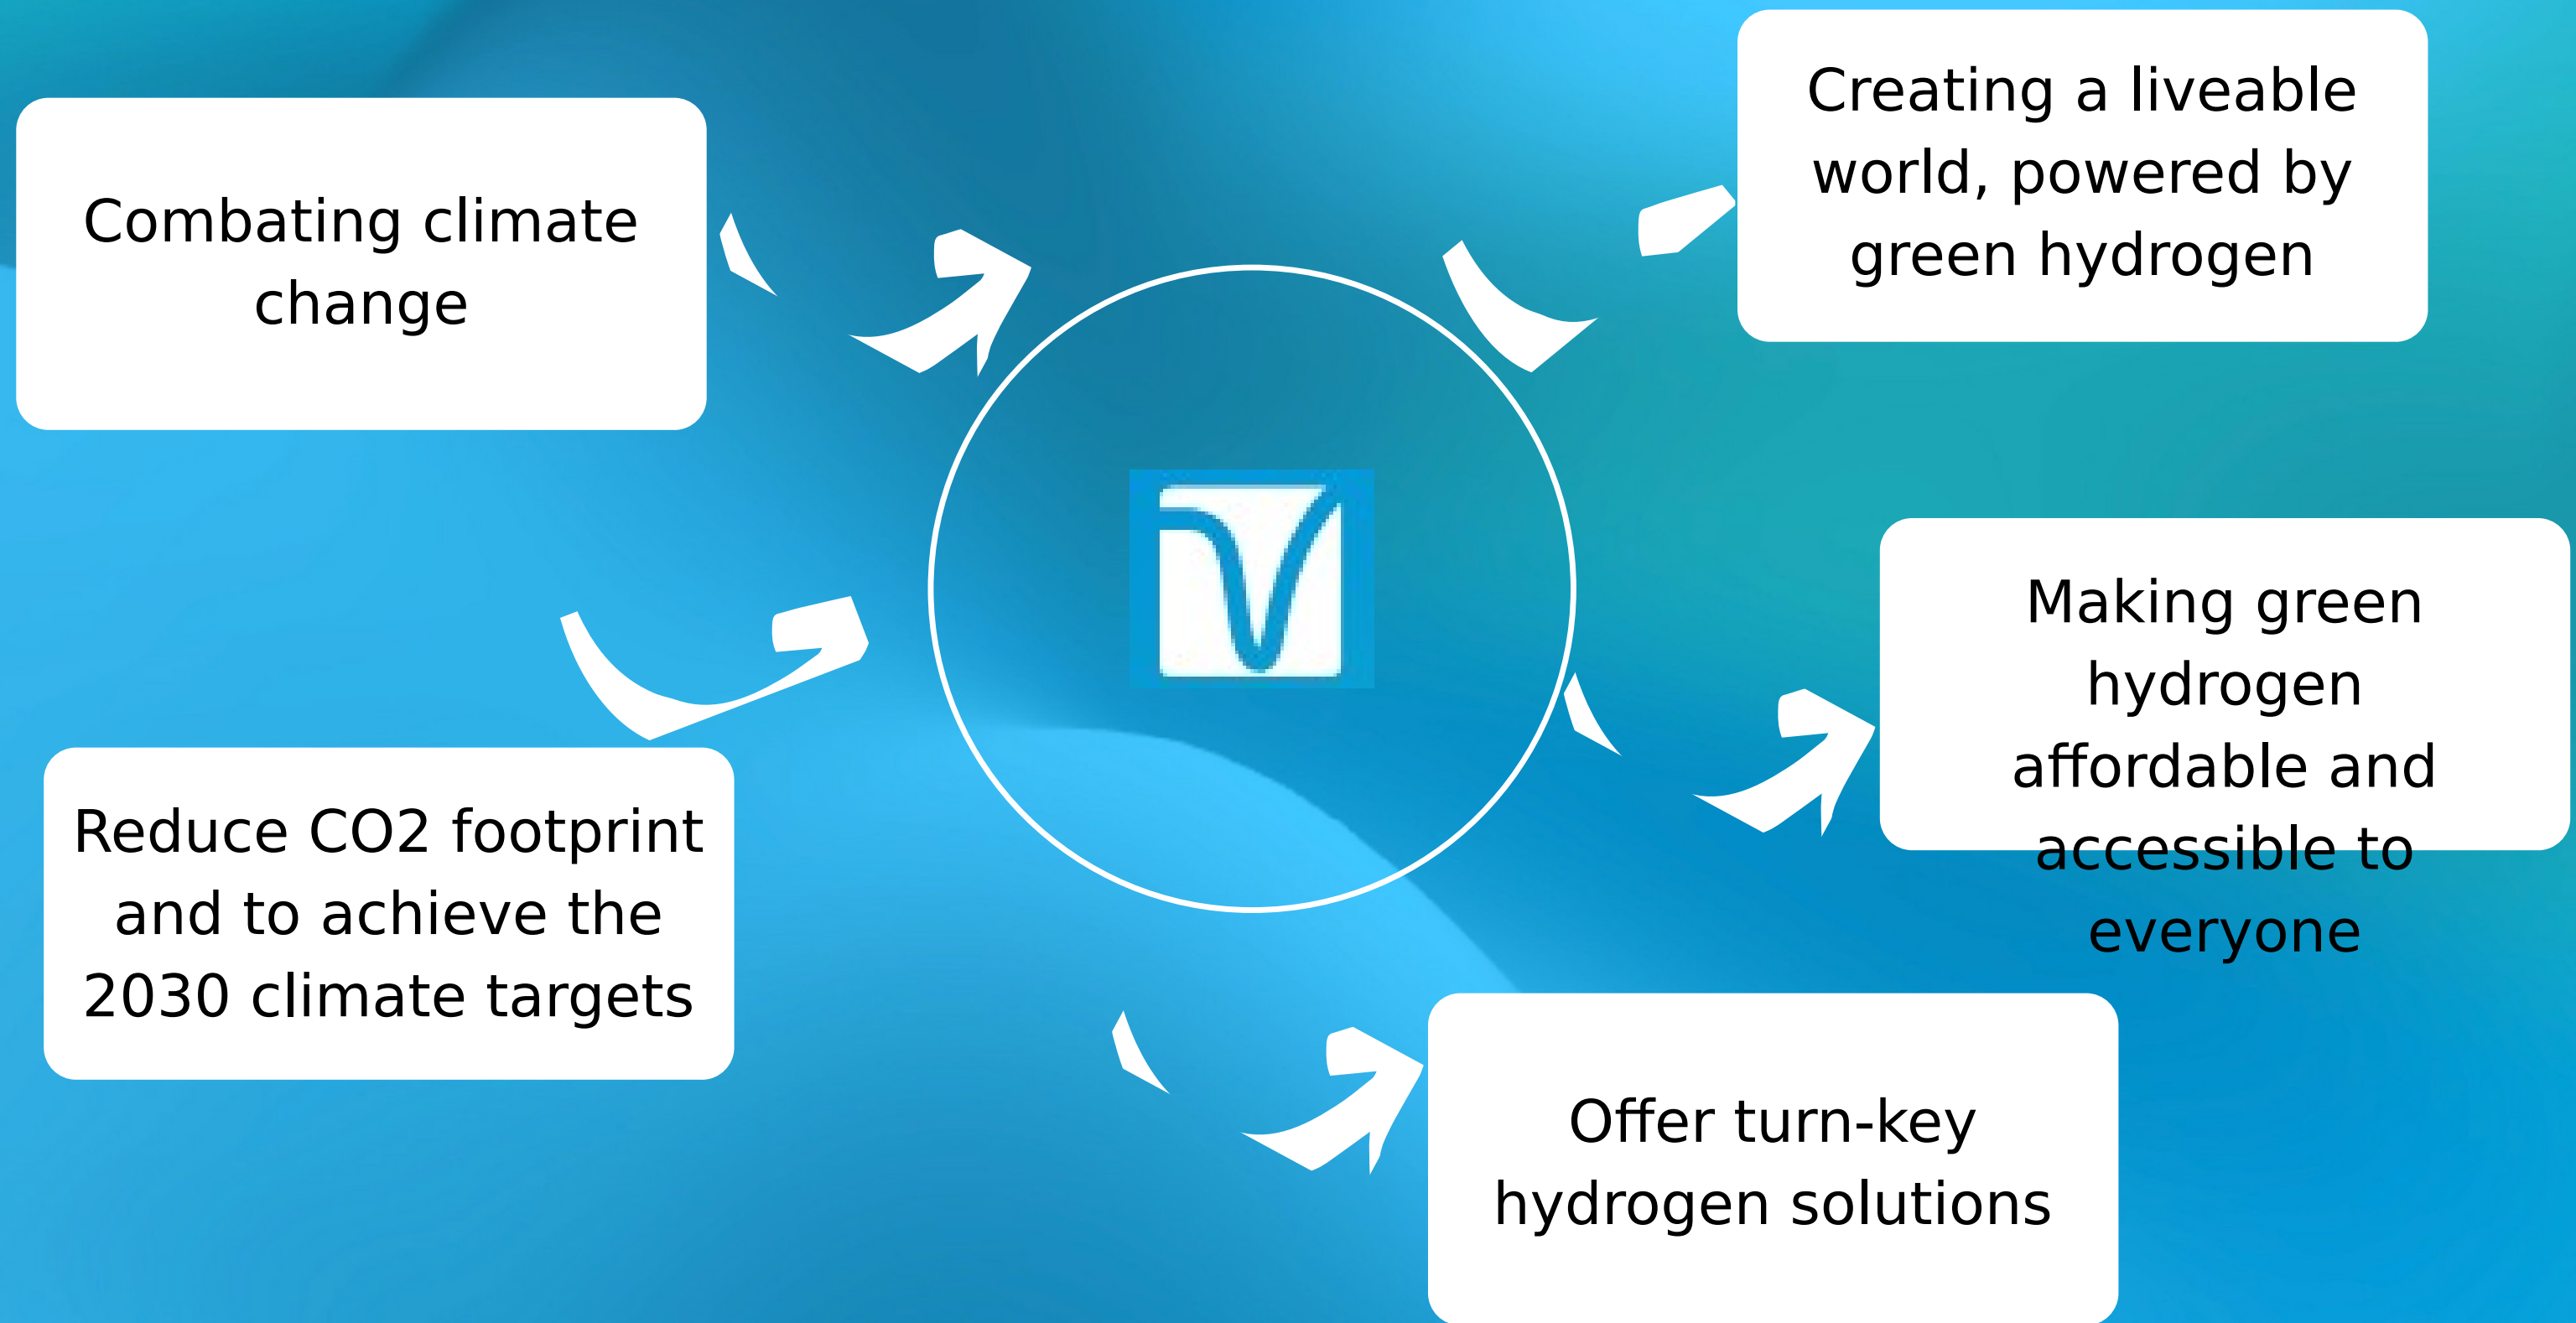 Combating climate
change
Creating a liveable
world, powered by
green hydrogen
Making green
hydrogen
affordable and
accessible to
everyone
Reduce CO2 footprint
and to achieve the
2030 climate targets
Offer turn-key
hydrogen solutions